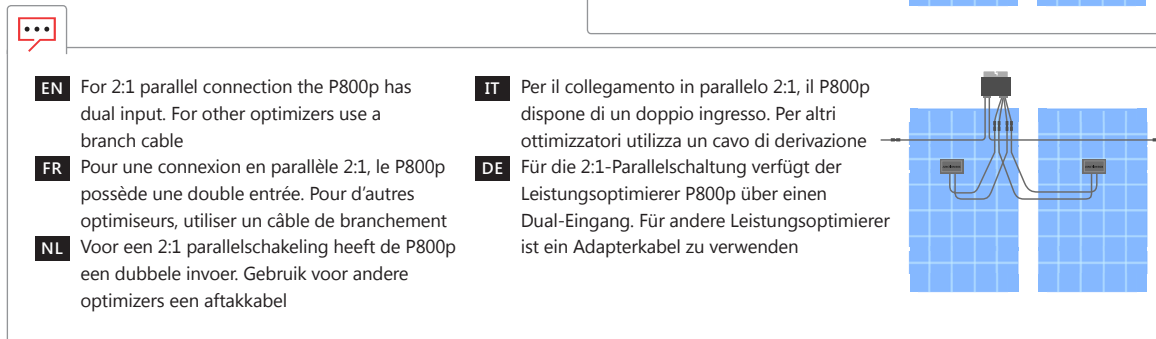 EN For 2:1 parallel connection the P800p has
dual input. For other optimizers use a
branch cable
FR Pour une connexion en parallèle 2:1, le P800p
possède une double entrée. Pour d'autres
optimiseurs, utiliser un câble de branchement
NL Voor een 2:1 parallelschakeling heeft de P800p
een dubbele invoer. Gebruik voor andere
optimizers een aftakkabel
IT Per il collegamento in parallelo 2:1, il P800p
dispone di un doppio ingresso. Per altri
ottimizzatori utilizza un cavo di derivazione
DE Für die 2:1-Parallelschaltung verfügt der
Leistungsoptimierer P800p über einen
Dual-Eingang. Für andere Leistungsoptimierer
ist ein Adapterkabel zu verwenden